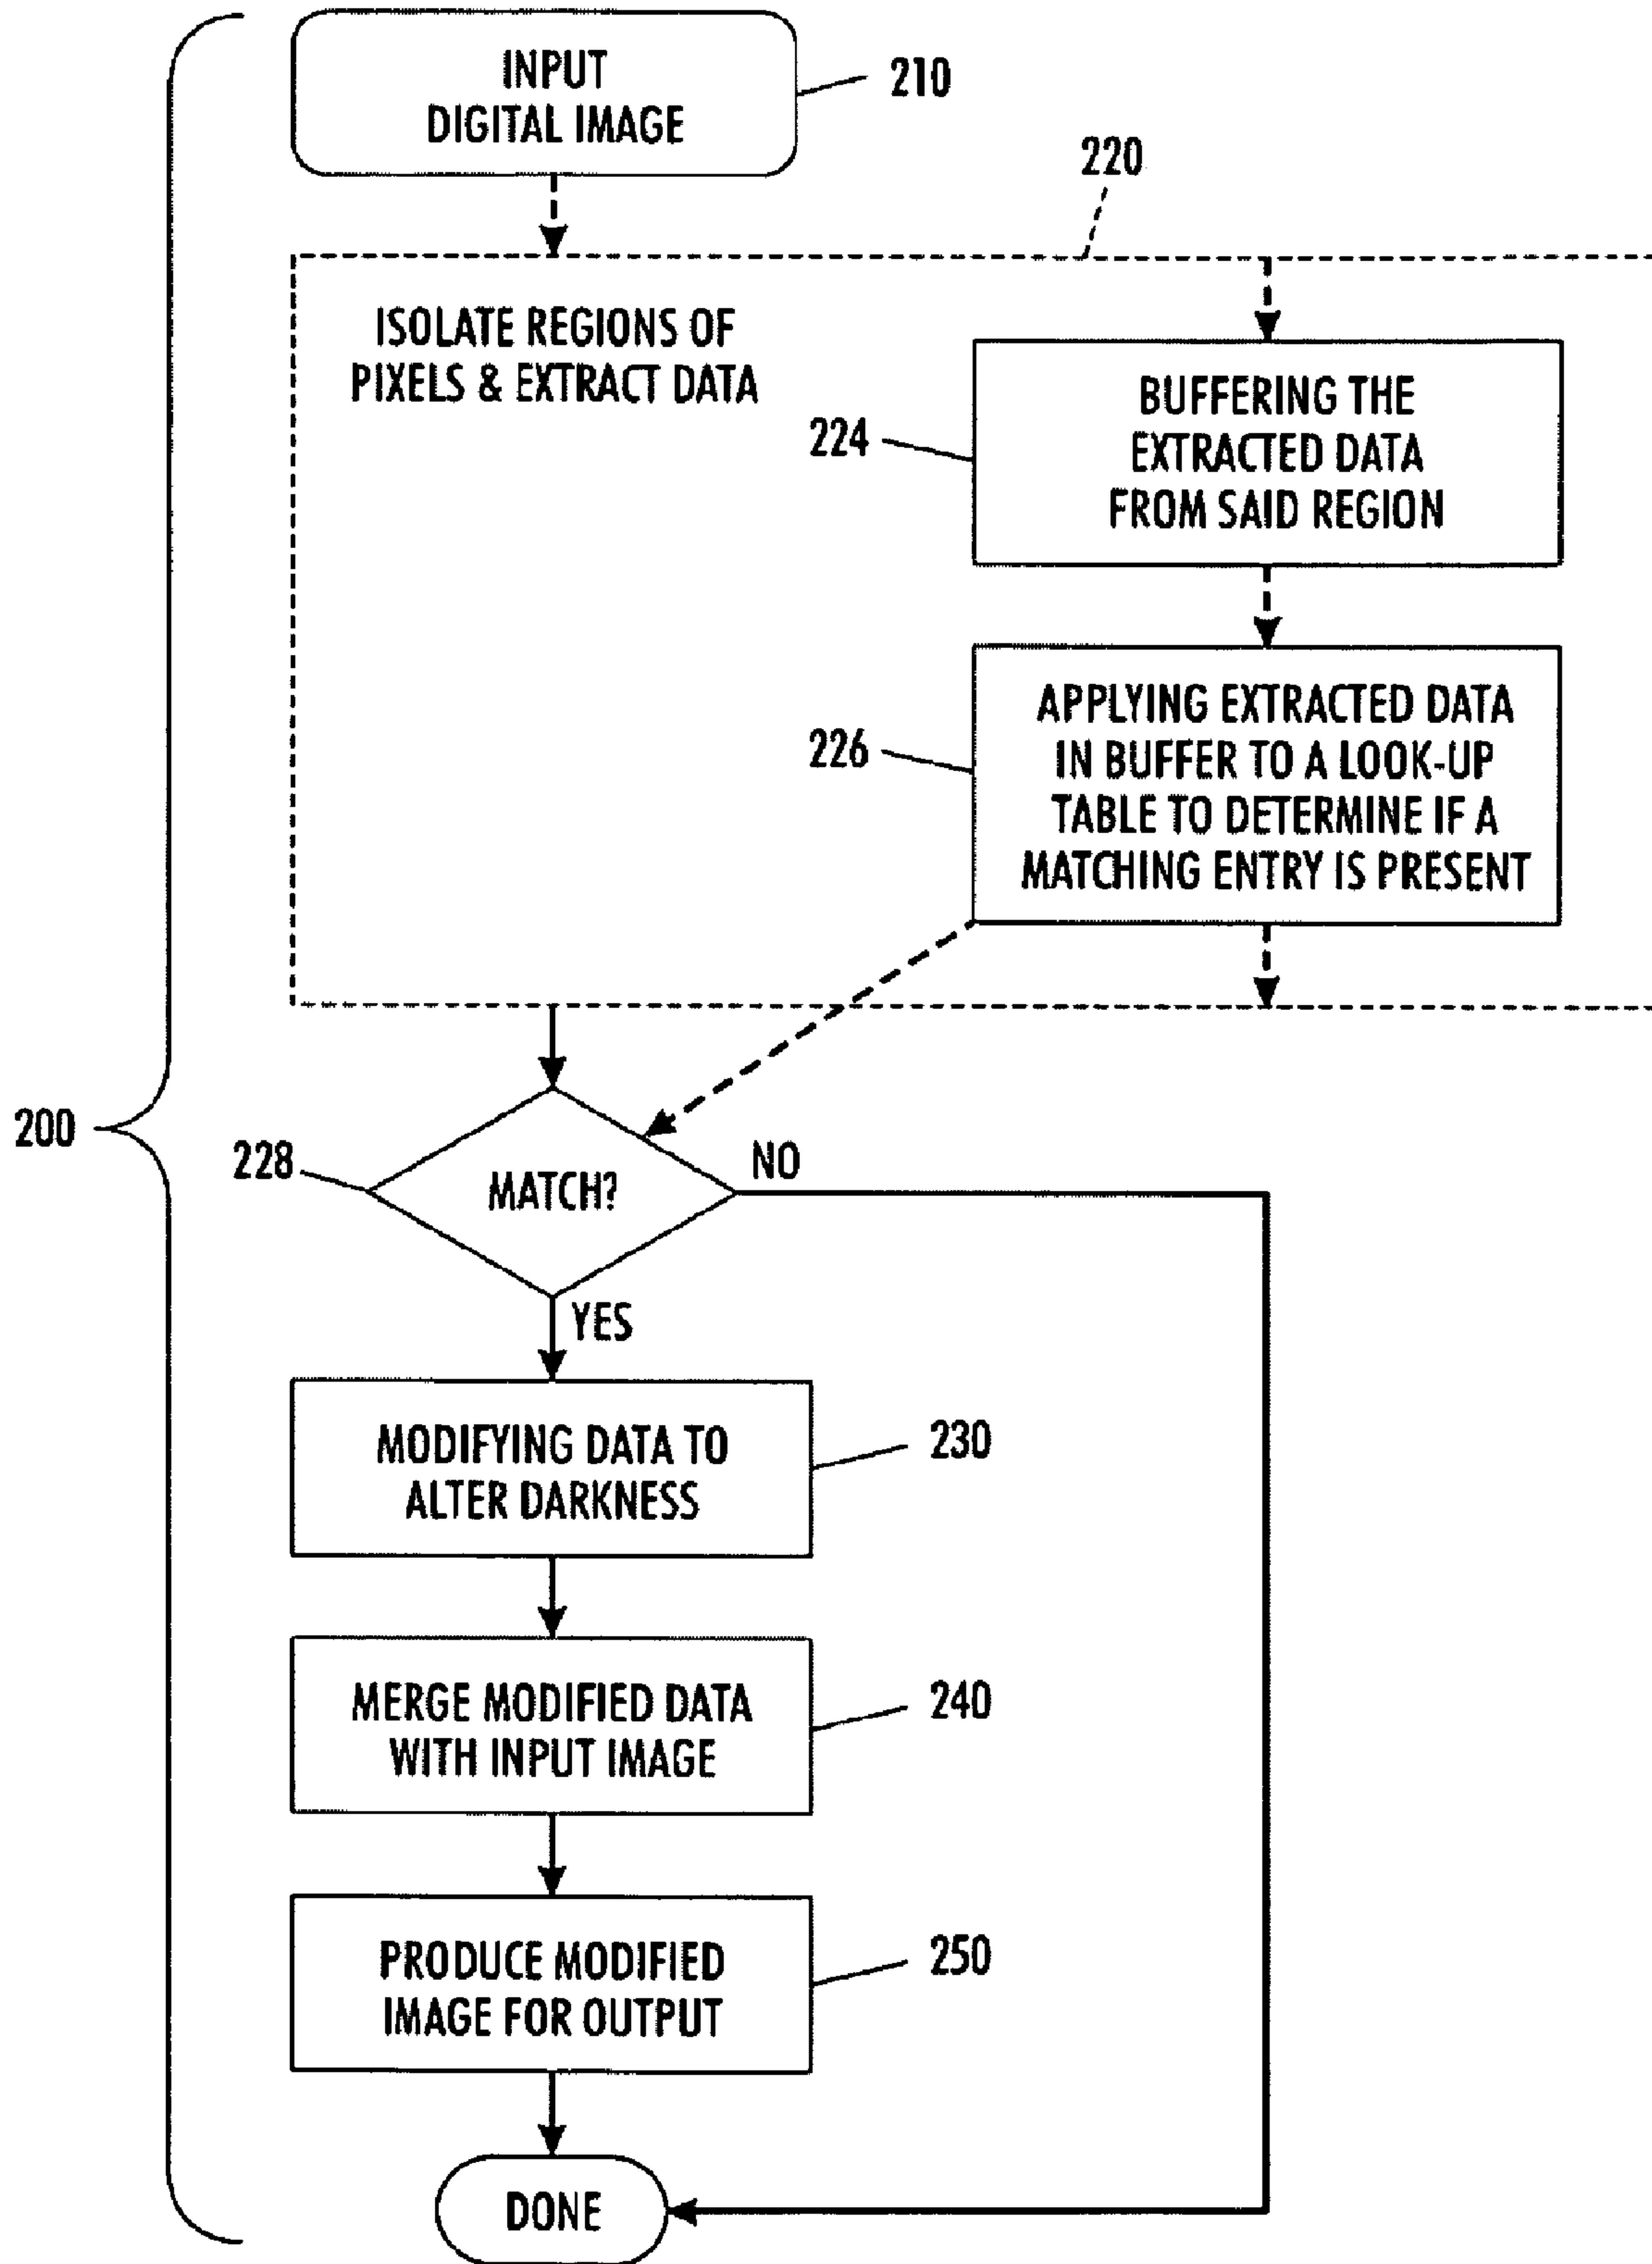 INPUT
DIGITAL IMAGE
210
220
ISOLATE REGIONS OF
PIXELS & EXTRACT DATA
BUFFERING THE
EXTRACTED DATA
FROM SAID REGION
224
APPLYING EXTRACTED DATA
IN BUFFER TO A LOOK-UP
TABLE TO DETERMINE IF A
MATCHING ENTRY IS PRESENT
226
200
228
MATCH?
NO
YES
MODIFYING DATA TO
ALTER DARKNESS
230
MERGE MODIFIED DATA
WITH INPUT IMAGE
240
PRODUCE MODIFIED
IMAGE FOR OUTPUT
250
DONE